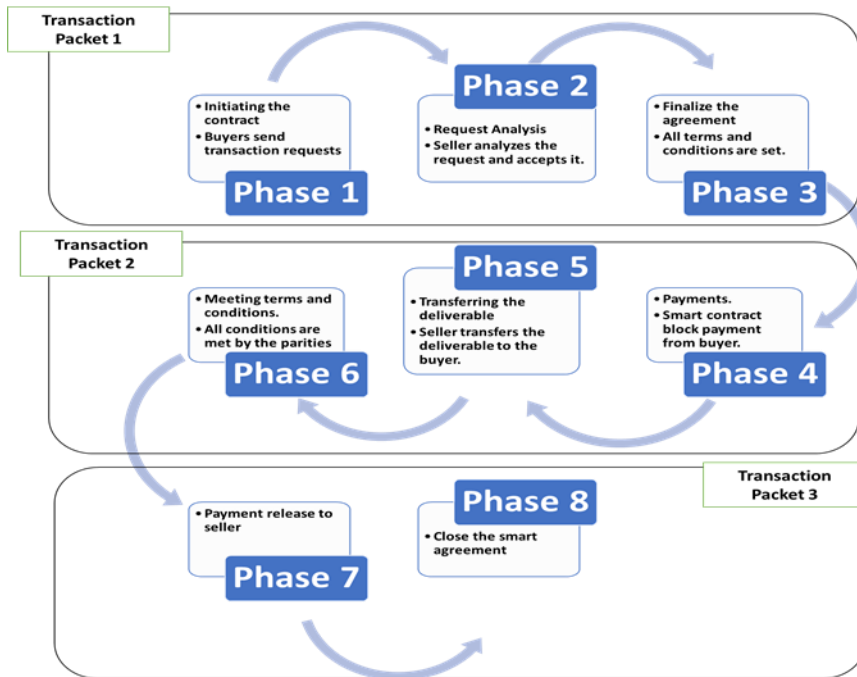 Transaction
Packet 1
• Initiating the
contract
• Buyers send
transaction requests
Phase 1
Phase 2
• Request Analysis
• Seller analyzes the
request and accepts it.
• Finalize the
agreement
• All terms and
conditions are set.
Phase 3
Transaction
Packet 2
• Payments.
• Smart contract
block payment
from buyer.
Phase 4
Phase 5
• Transferring the
deliverable
• Seller transfers the
deliverable to the
buyer.
• Meeting terms and
conditions.
• All conditions are
met by the parities
Phase 6
Transaction
Packet 3
• Payment release to
seller
Phase 7
Phase 8
• Close the smart
agreement